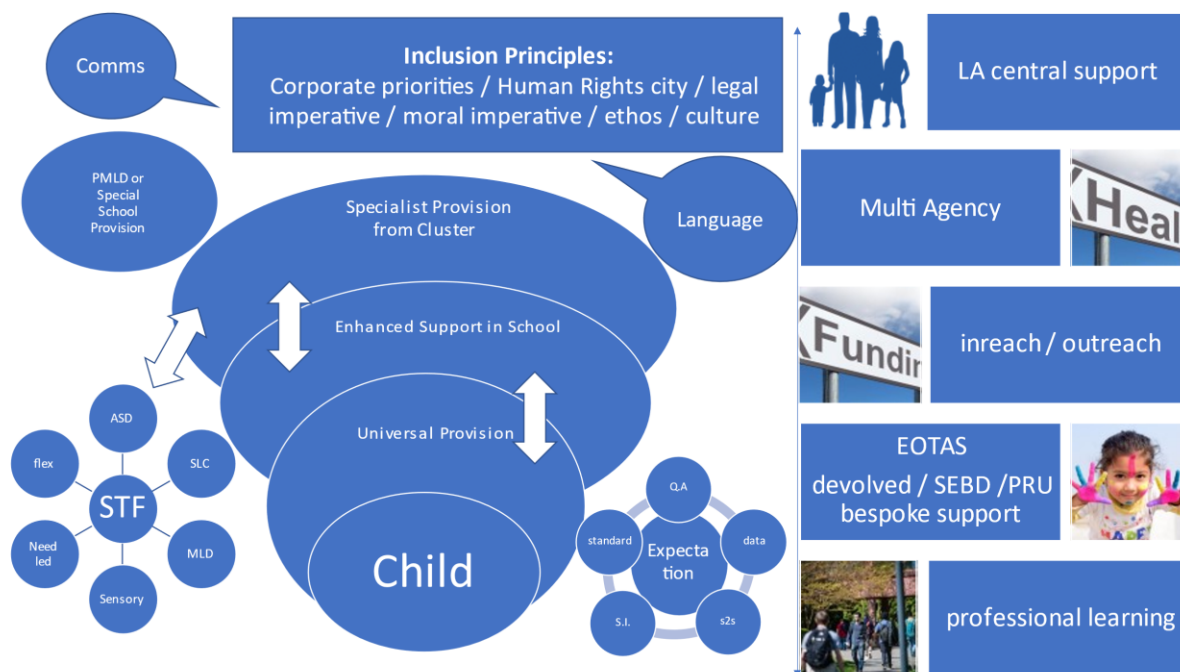 Comms
Inclusion Principles:
Corporate priorities / Human Rights city / legal
imperative / moral imperative / ethos / culture
PMLD or
Special
School
Provision
Language
Specialist Provision
from Cluster
Enhanced Support in School
Universal Provision
Child
STF
ASD
SLC
MLD
Sensory
Need
led
flex
Expecta
tion
Q.A
data
s2s
S.I.
standard
LA central support
Multi Agency
Heal
Fundin
inreach / outreach
EOTAS
devolved / SEBD /PRU
bespoke support
professional learning